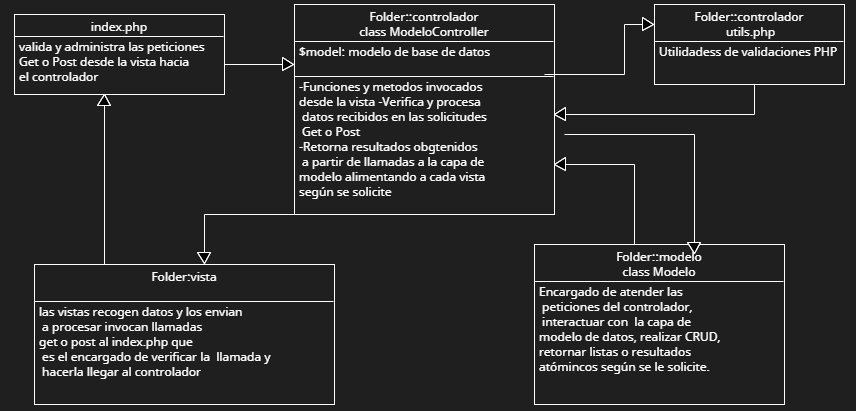 index.php
valida y administra las peticiones
Get o Post desde la vista hacia
el controlador
Folder::controlador
class ModeloController
$model: modelo de base de datos
-Funciones y metodos invocados
desde la vista -Verifica y procesa
datos recibidos en las solicitudes
Get o Post
-Retorna resultados obgtenidos
a partir de llamadas a la capa de
modelo alimentando a cada vista
según se solicite
Folder::controlador
utils.php
Utilidadess de validaciones PHP
Folder:vista
las vistas recogen datos y los envian
a procesar invocan llamadas
get o post al index.php que
es el encargado de verificar la llamada y
hacerla llegar al controlador
Folder::modelo
class Modelo
Encargado de atender las
peticiones del controlador,
interactuar con la capa de
modelo de datos, realizar CRUD,
retornar listas o resultados
atómincos según se le solicite.